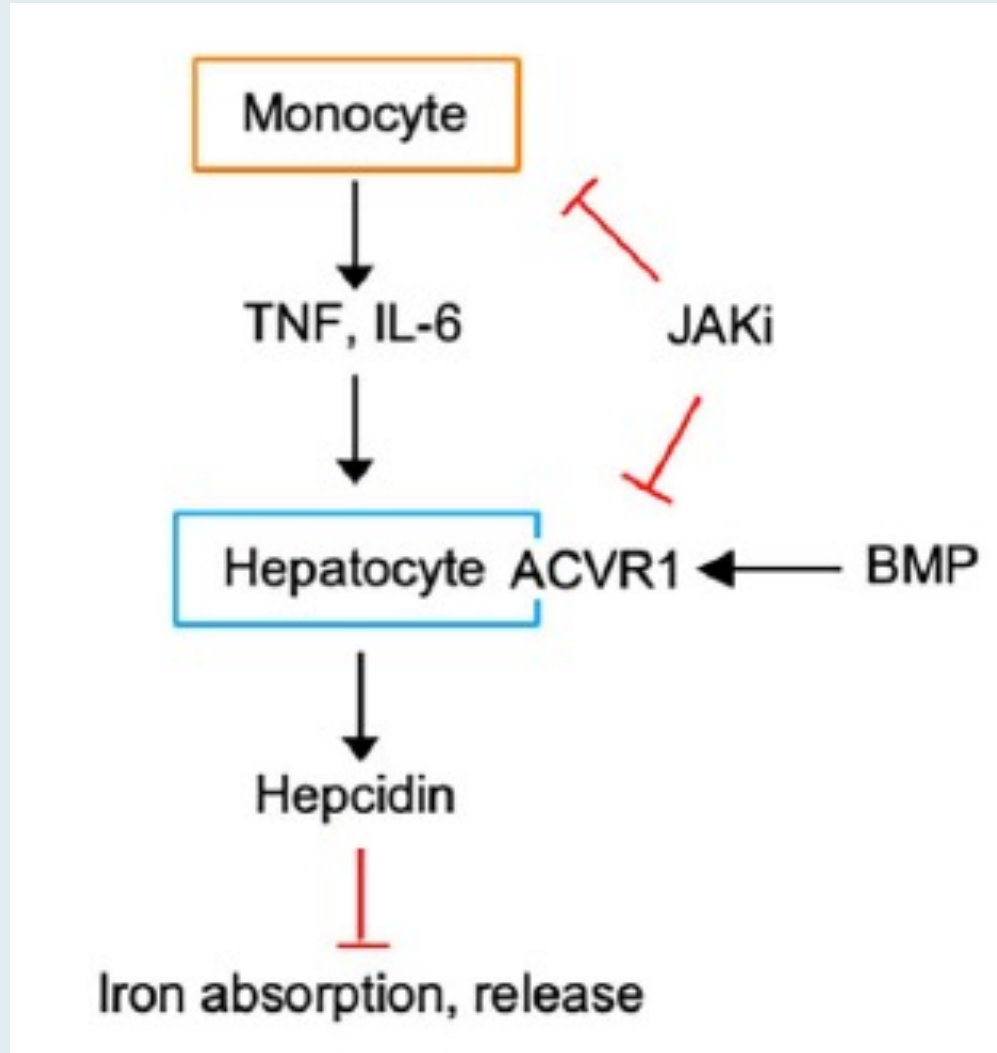 Monocyte
TNF, IL-6
JAKi
Hepatocyte ACVR1
BMP
Hepcidin
Iron absorption, release